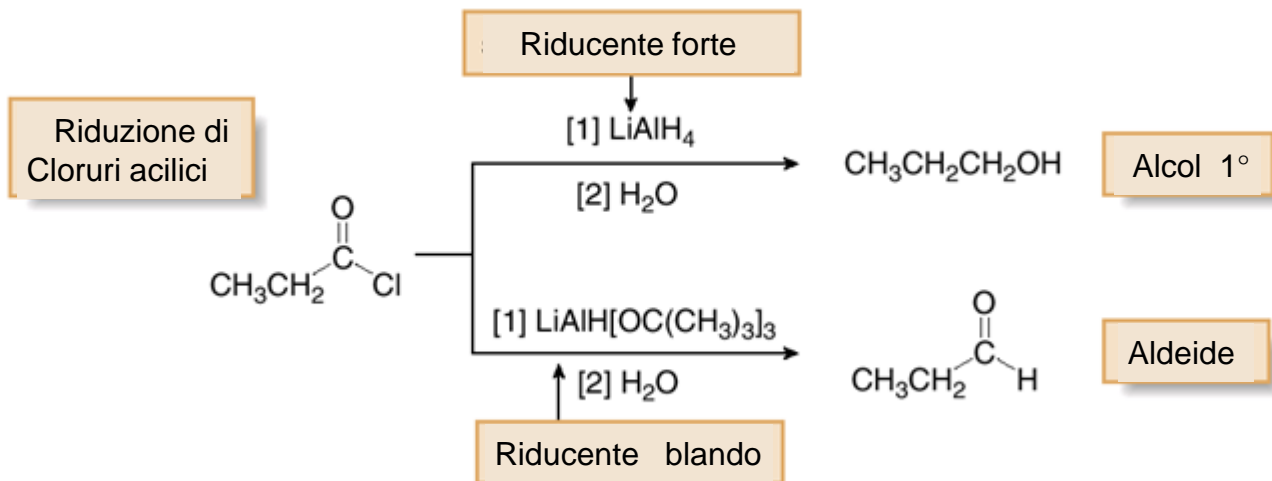 Riducente forte
Riduzione di
Cloruri acilici
[1] LiAlH4
[2] H2O
CH3CH2CH2OH
Alcol 1°
O
C
CH3CH2
Cl
[1] LiAlH[OC(CH3)3]3
[2] H2O
O
C
CH3CH2
H
Aldeide
Riducente blando